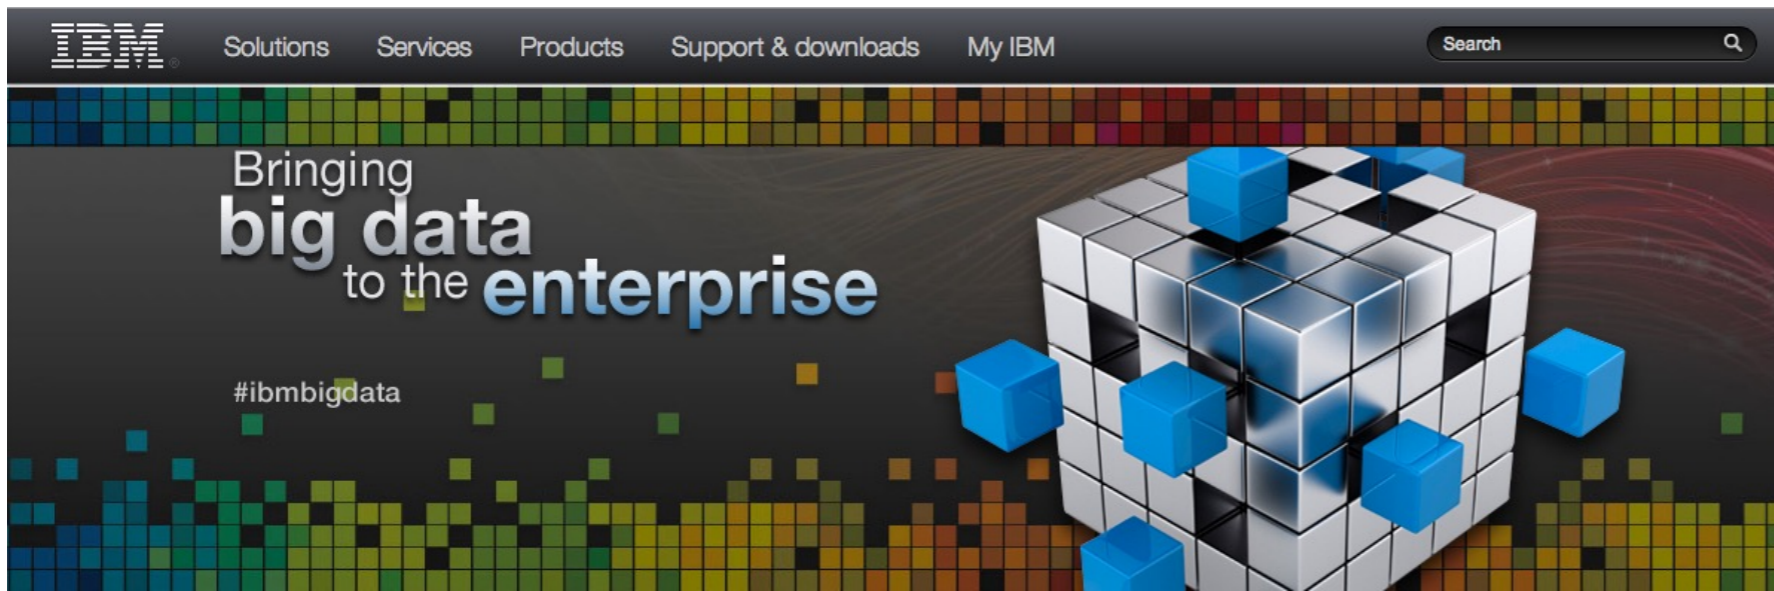 IBM®
Solutions Services Products Support & downloads My IBM
Search
Bringing
big data
to the enterprise
#ibmbigdata